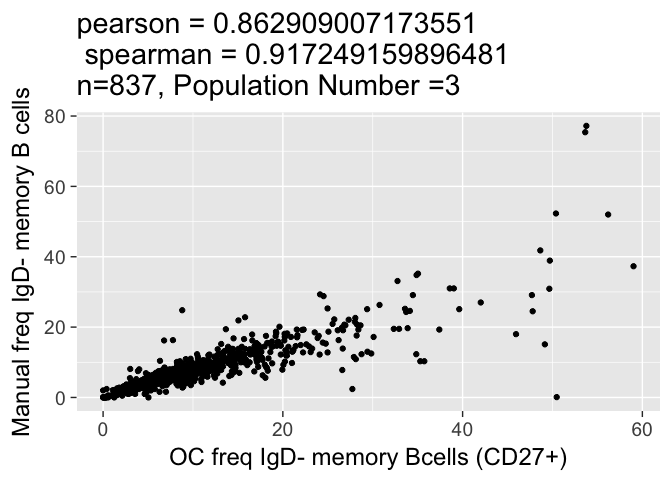 pearson = 0.862909007173551
spearman = 0.917249159896481
n=837, Population Number =3
Manual freq IgD- memory B cells
80
60
40
20
0
0 20 40 60
OC freq IgD- memory Bcells (CD27+)